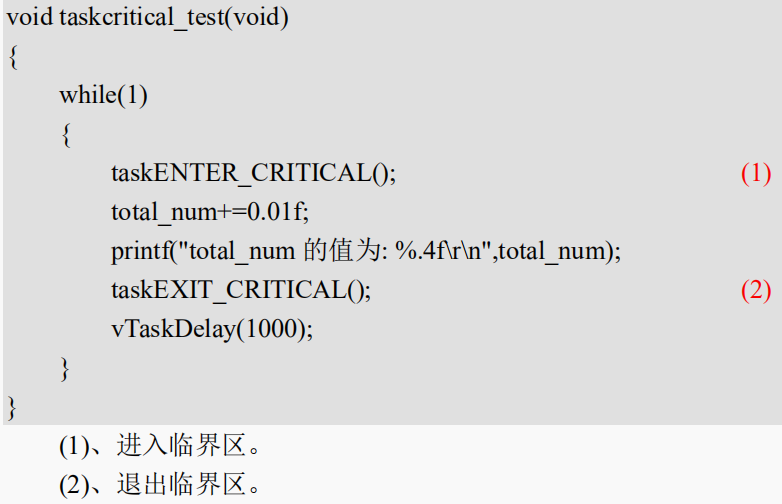 void taskcritical_test(void)
{
while(1)
{
taskENTER_CRITICAL(); (1)
total_num+=0.01f;
printf("total_num 的值为: %.4f\r\n",total_num);
taskEXIT_CRITICAL(); (2)
vTaskDelay(1000);
}
}
(1)、进入临界区。
(2)、退出临界区。